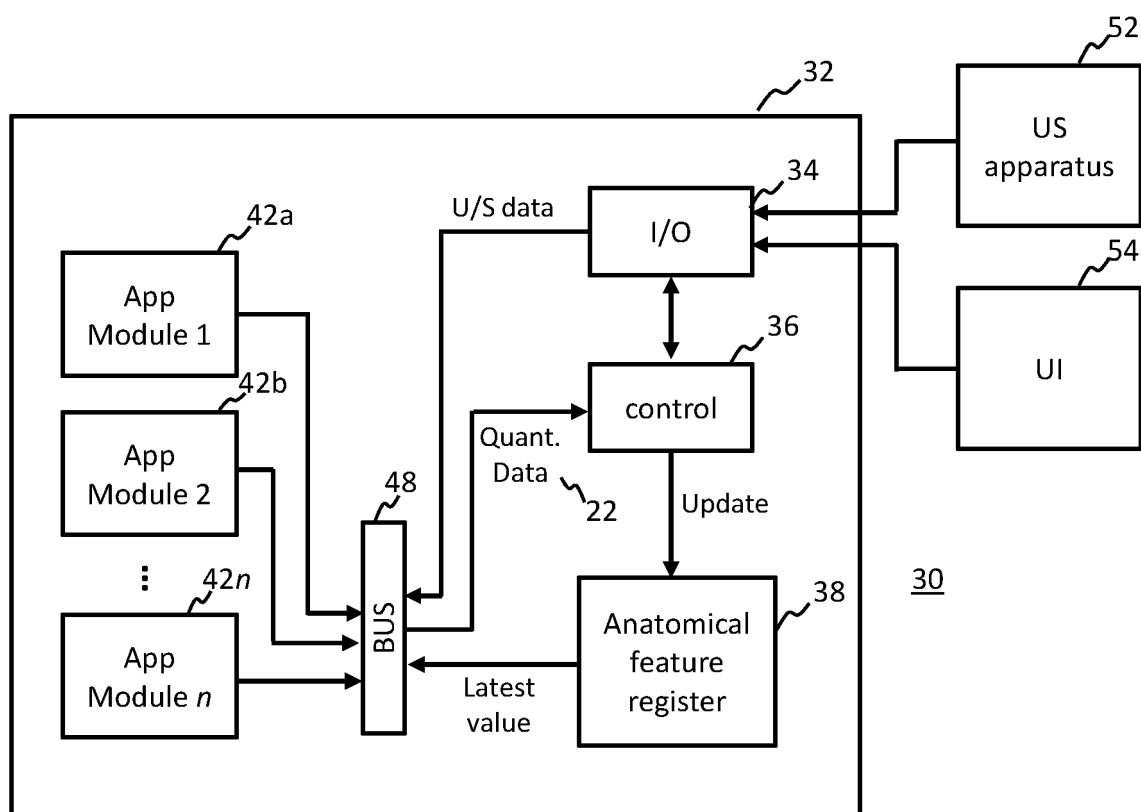 52
32
US
apparatus
34
U/S data
I/O
42a
App
Module 1
54
UI
36
control
42b
App
Module 2
Quant.
Data
22
48
Update
...
42n
BUS
30
38
Anatomical
feature
register
App
Module n
Latest
value